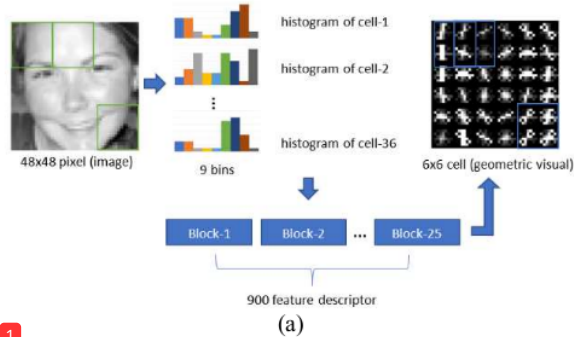 histogram of cell-1
histogram of cell-2
⋮
histogram of cell-36
48x48 pixel (image)
9 bins
6x6 cell (geometric visual)
Block-1 Block-2 ... Block-25
900 feature descriptor
(a)
1